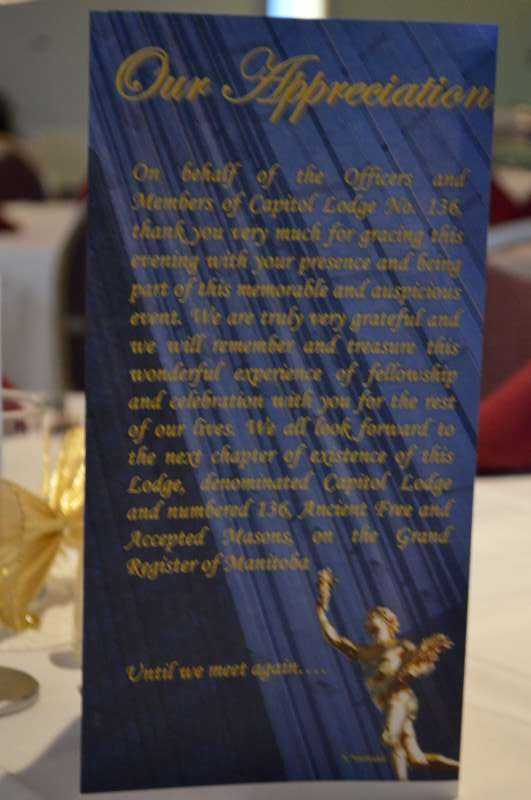 Our Appreciation
On behalf of the Officers and
Members of Capitol Lodge No. 136,
thank you very much for gracing this
evening with your presence and being
part of this memorable and auspicious
event. We are truly very grateful and
we will remember and treasure this
wonderful experience of fellowship
and celebration with you for the rest
of our lives. We all look forward to
the next chapter of existence of this
Lodge, denominated Capitol Lodge
and numbered 136, Ancient Free and
Accepted Masons, on the Grand
Register of Manitoba
Until we meet again....